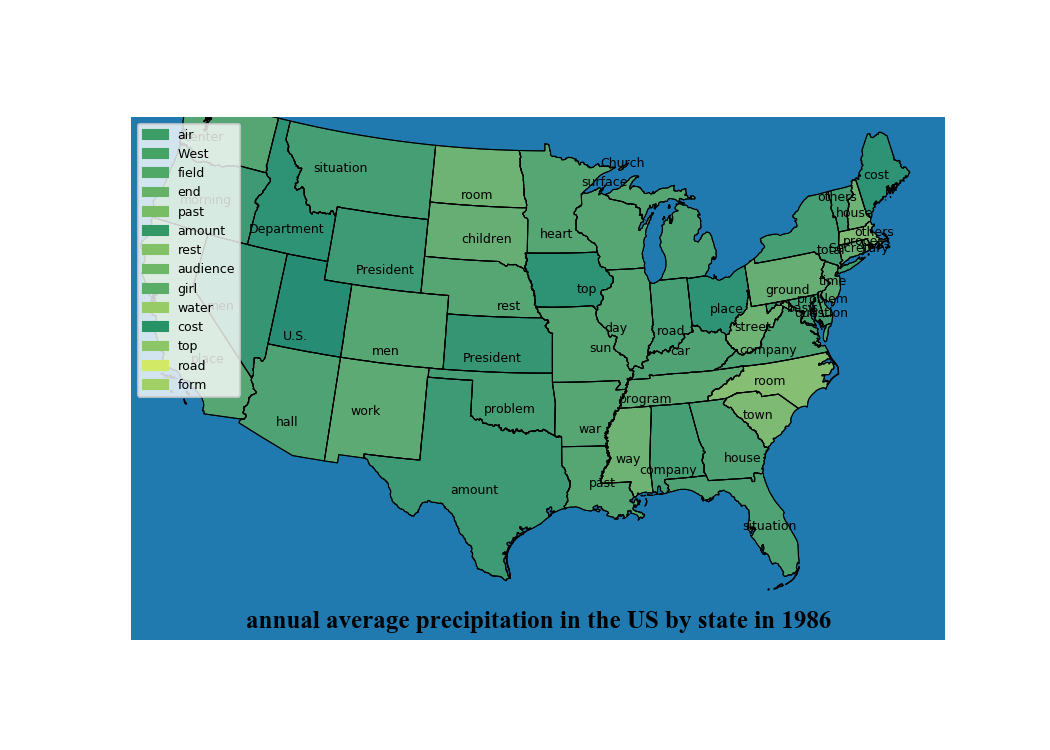 air
West
field
end
past
amount
rest
audience
girl
water
cost
top
road
form
center
morning
men
place
situation
Department
U.S.
hall
President
men
work
room
children
rest
President
problem
amount
heart
top
sun
war
past
Church
surface
day
road
car
program
way
company
place
street
company
room
town
house
situation
ground
time
problem
question
total
others
house
cost
others
annual average precipitation in the US by state in 1986